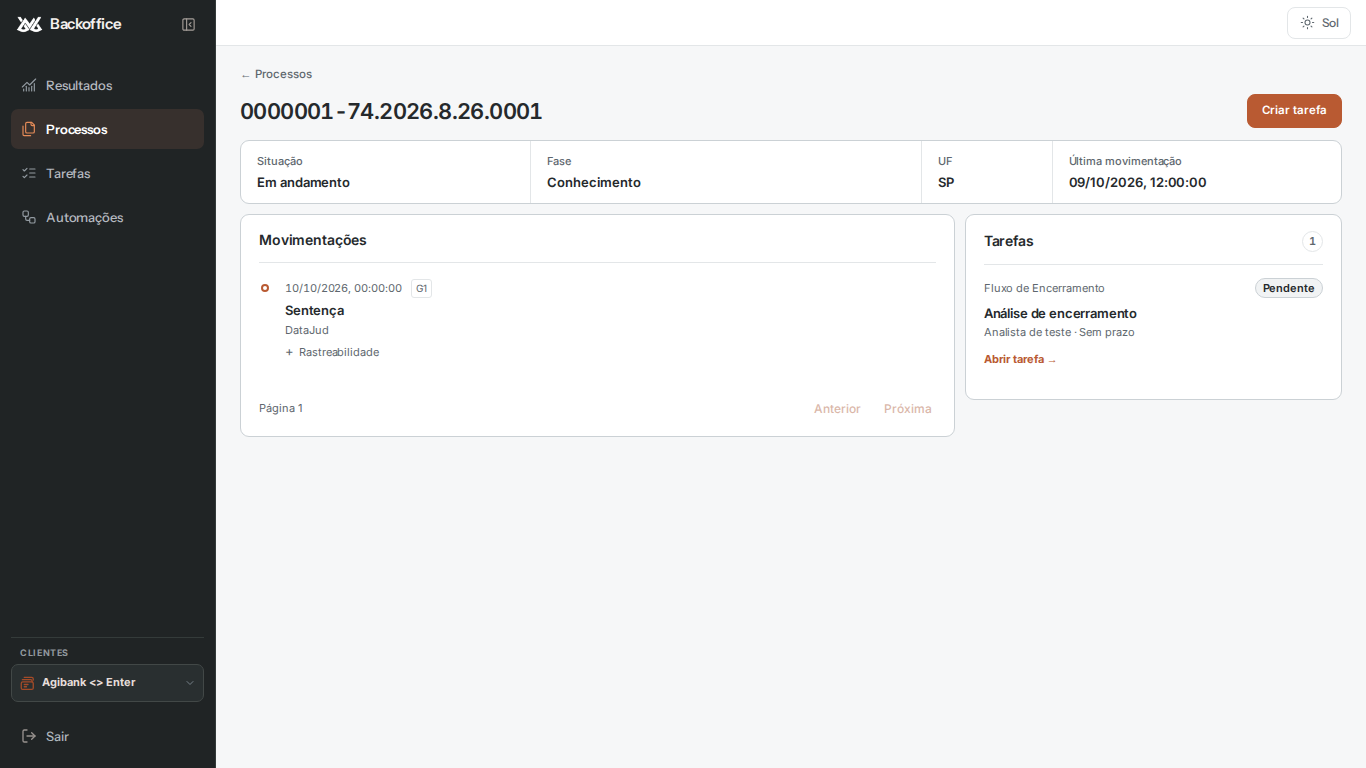 Backoffice
Sol
Resultados
Processos
Tarefas
Automações
← Processos
0000001-74.2026.8.26.0001
Criar tarefa
Situação
Em andamento
Fase
Conhecimento
UF
SP
Última movimentação
09/10/2026, 12:00:00
Movimentações
10/10/2026, 00:00:00 G1
Sentença
DataJud
+ Rastreabilidade
Página 1
Anterior
Próxima
Tarefas 1
Fluxo de Encerramento
Pendente
Análise de encerramento
Analista de teste · Sem prazo
Abrir tarefa →
CLIENTES
Agibank <> Enter
Sair